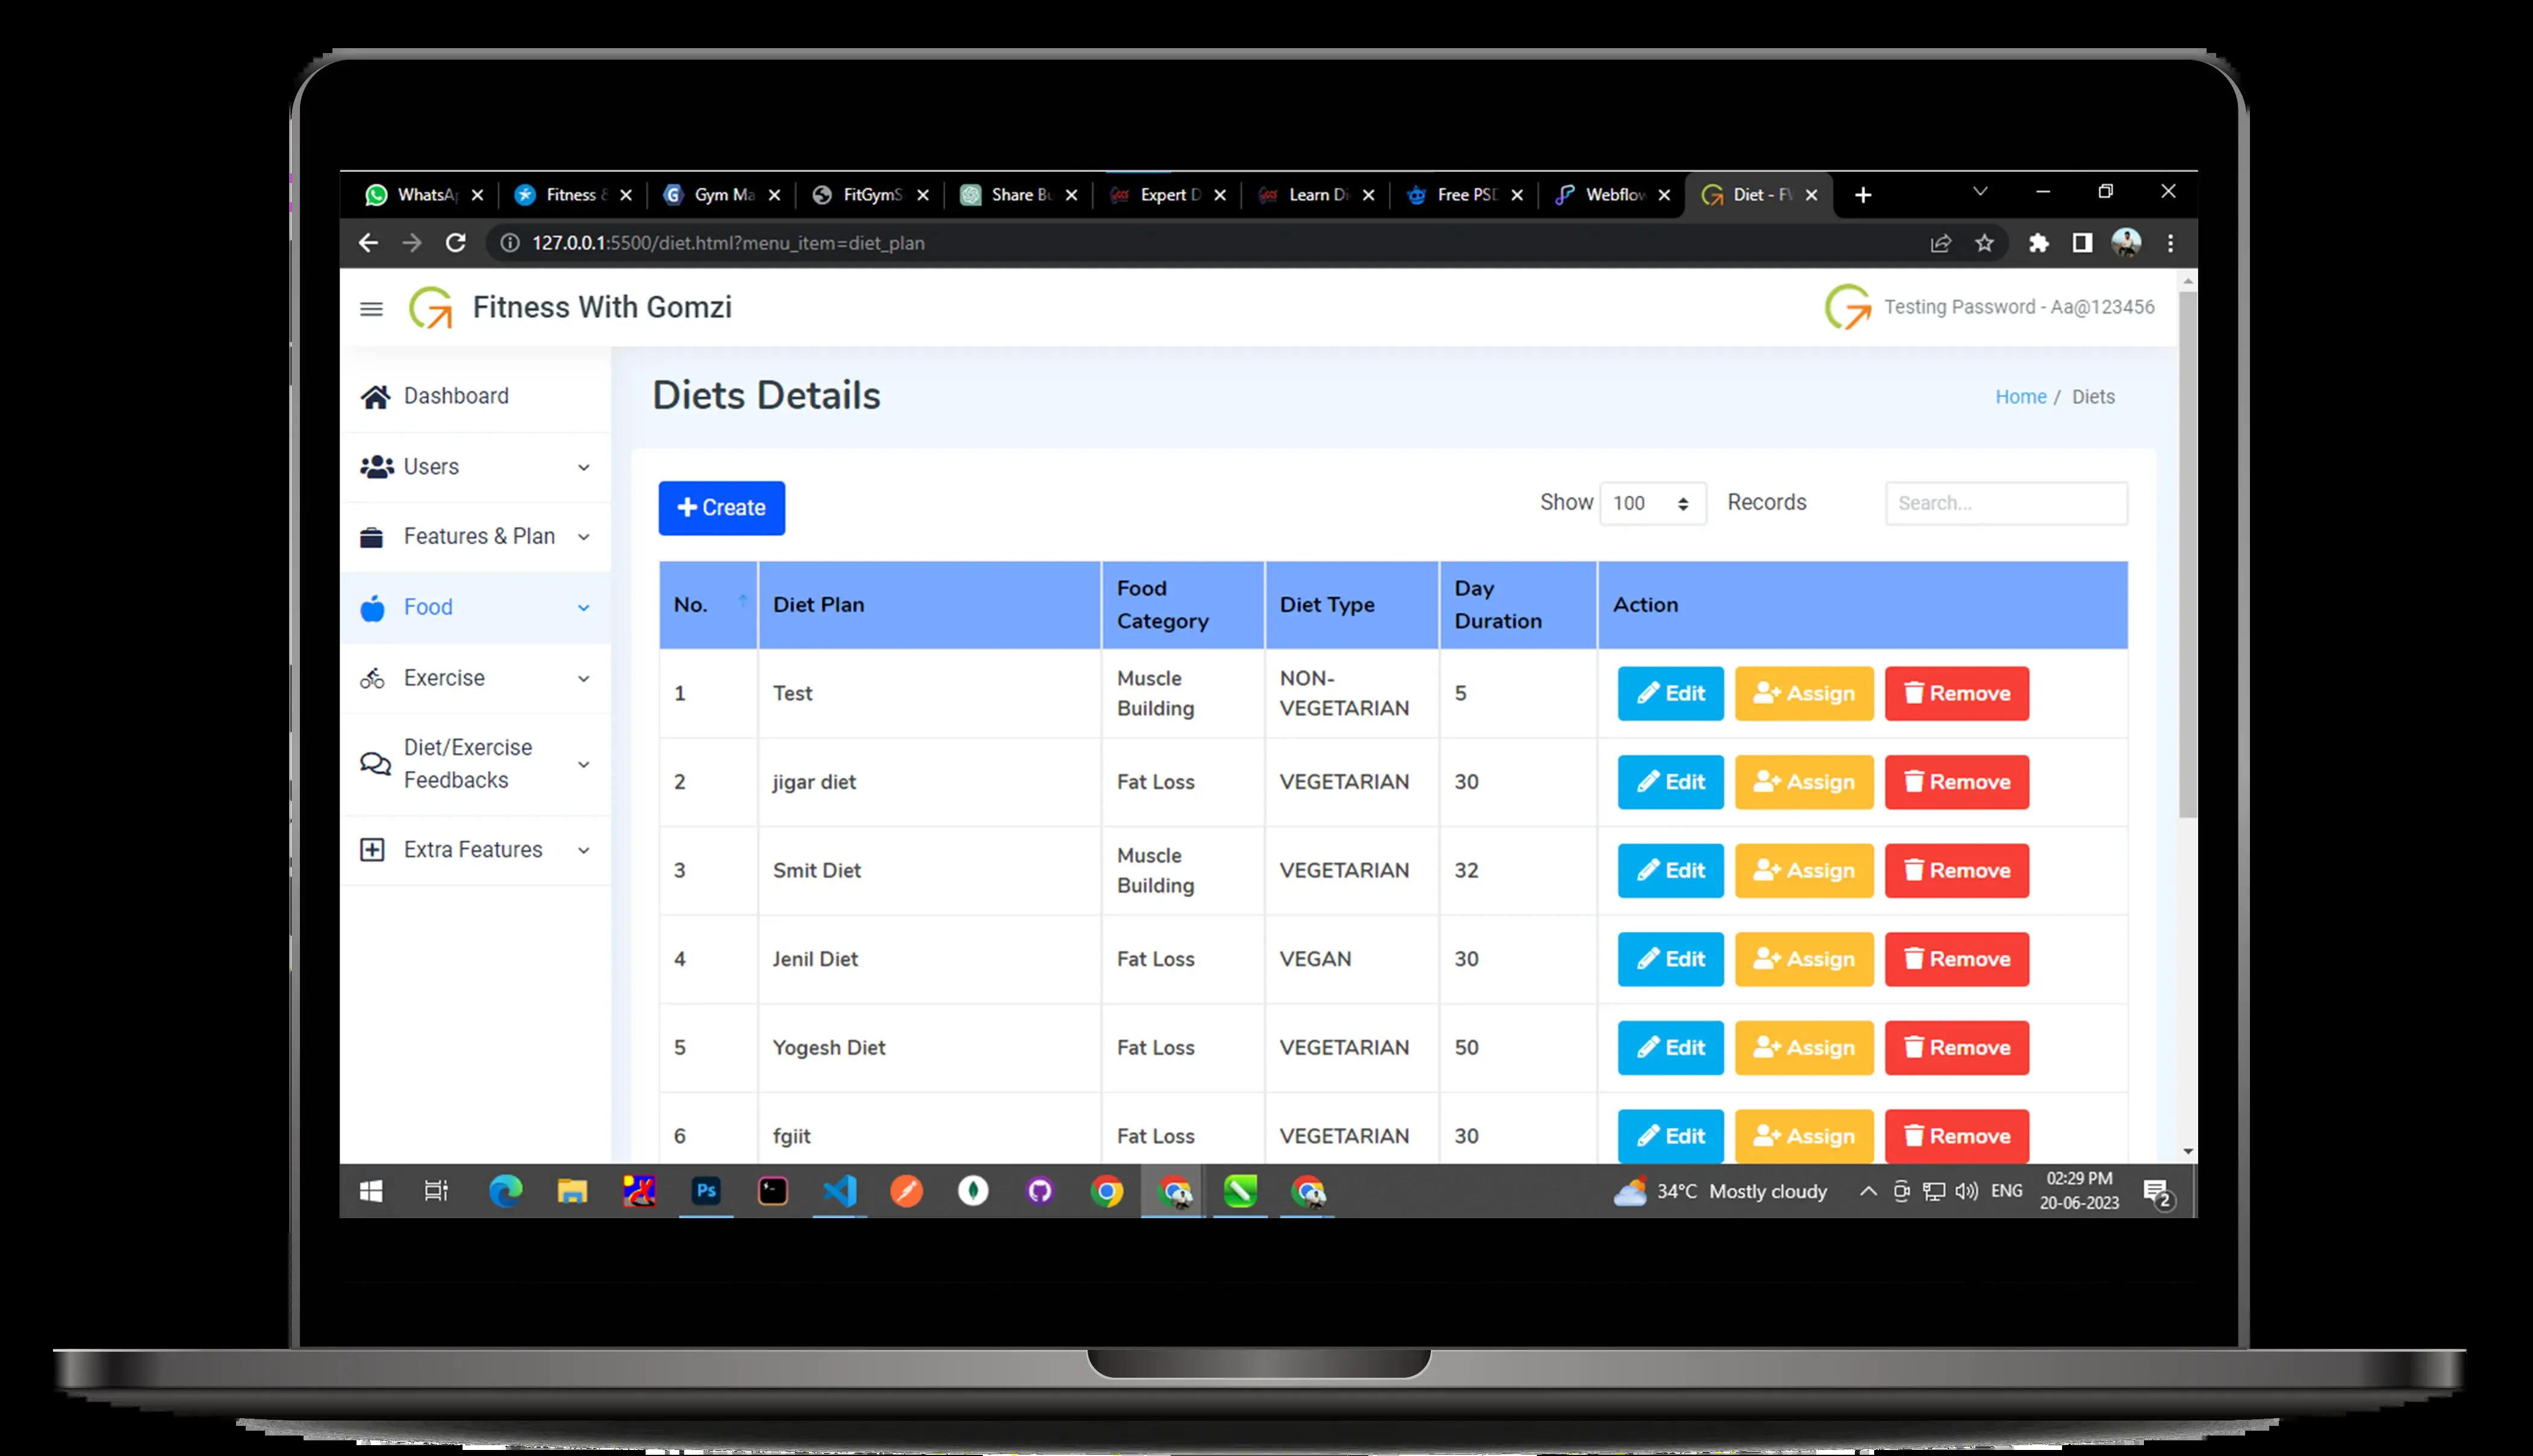 WhatsAp
Fitness &
Gym Ma
FitGymS
Share Bu
Expert D
Learn Di
Free PSD
Webflow
Diet - FW
127.0.0.1:5500/diet.html?menu_item=diet_plan
Fitness With Gomzi
Testing Password - Aa@123456
Dashboard
Users
Features & Plan
Food
Exercise
Diet/Exercise
Feedbacks
Extra Features
Diets Details
Home / Diets
Create
Show 100 Records
Search...
No. Diet Plan Food Category Diet Type Day Duration Action
1 Test Muscle Building NON-VEGETARIAN 5 Edit Assign Remove
2 jigar diet Fat Loss VEGETARIAN 30 Edit Assign Remove
3 Smit Diet Muscle Building VEGETARIAN 32 Edit Assign Remove
4 Jenil Diet Fat Loss VEGAN 30 Edit Assign Remove
5 Yogesh Diet Fat Loss VEGETARIAN 50 Edit Assign Remove
6 fgiit Fat Loss VEGETARIAN 30 Edit Assign Remove
Ps
34°C Mostly cloudy
ENG
02:29 PM
20-06-2023
2